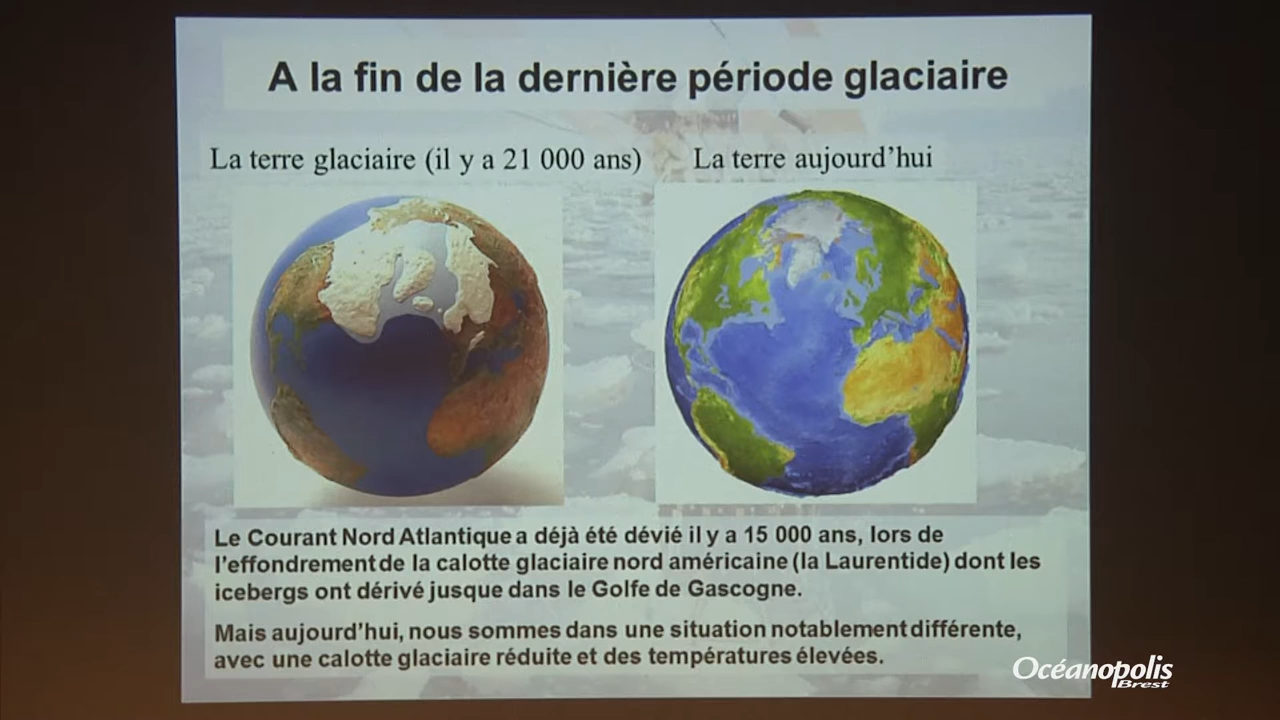 A la fin de la dernière période glaciaire
La terre glaciaire (il y a 21 000 ans)
La terre aujourd'hui
Le Courant Nord Atlantique a déjà été dévié il y a 15 000 ans, lors de
l'effondrement de la calotte glaciaire nord américaine (la Laurentide) dont les
icebergs ont dérivé jusque dans le Golfe de Gascogne.
Mais aujourd'hui, nous sommes dans une situation notablement différente,
avec une calotte glaciaire réduite et des températures élevées.
Océanopolis
Brest